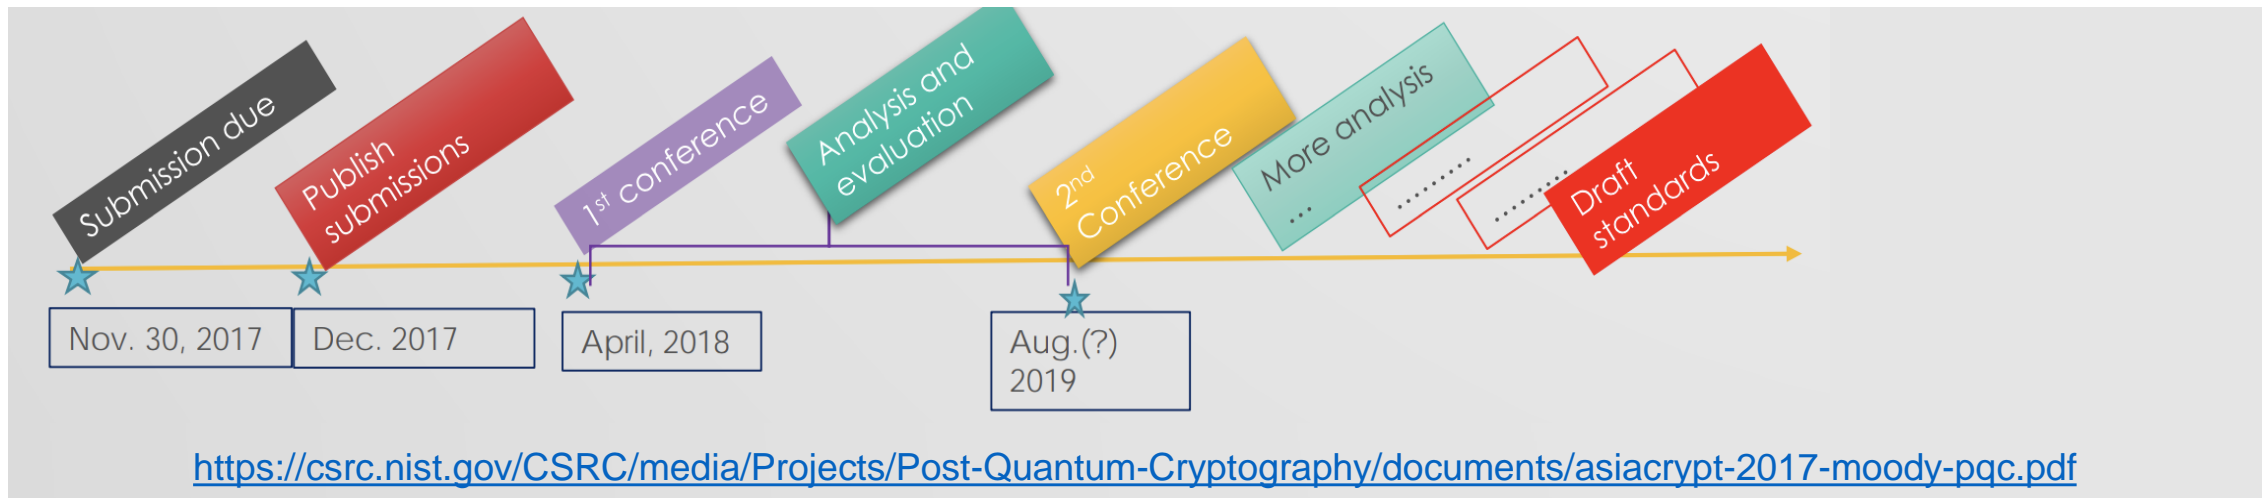 Submission due
Publish
submissions
1st conference
Analysis and
evaluation
2nd
Conference
More analysis
...
.........
.........
Draft
standards
Nov. 30, 2017
Dec. 2017
April, 2018
Aug.(?)
2019
https://csrc.nist.gov/CSRC/media/Projects/Post-Quantum-Cryptography/documents/asiacrypt-2017-moody-pqc.pdf